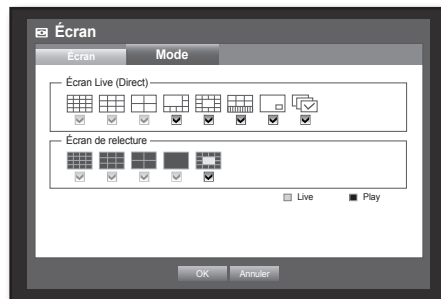 Écran
Écran Mode
Écran Live (Direct)
Écran de relecture
Live Play
OK Annuler